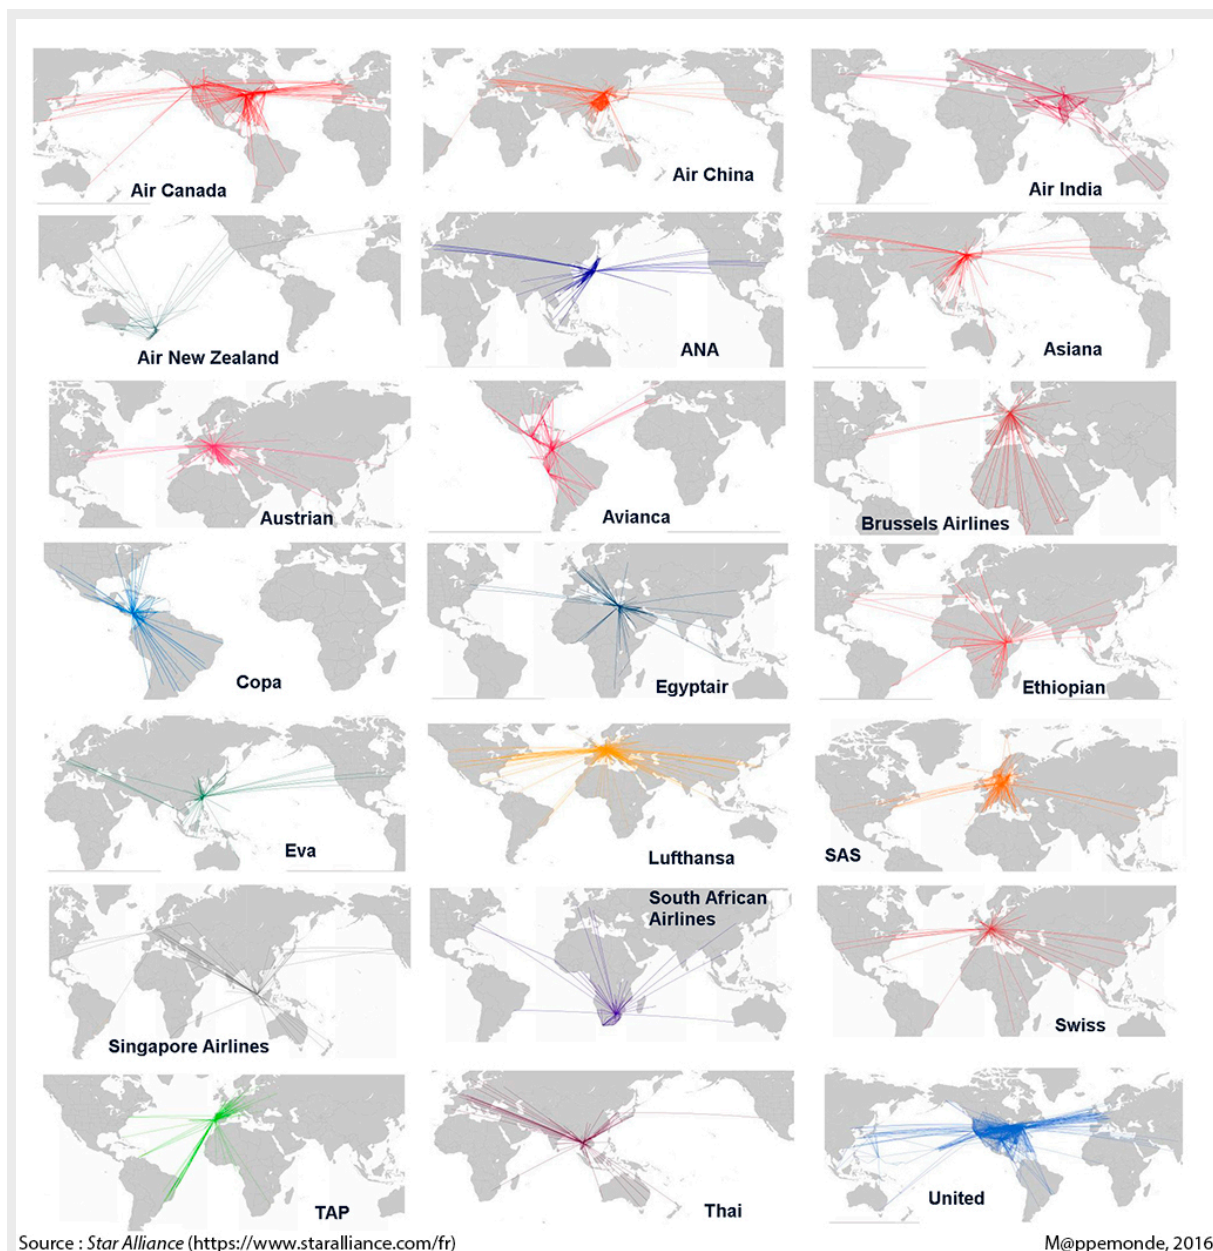 Air Canada
Air China
Air India
Air New Zealand
ANA
Asiana
Austrian
Avianca
Brussels Airlines
Copa
Egyptair
Ethiopian
Eva
Lufthansa
SAS
Singapore Airlines
South African
Airlines
Swiss
TAP
Thai
United
Source : Star Alliance (https://www.staralliance.com/fr)
M@ppemonde, 2016